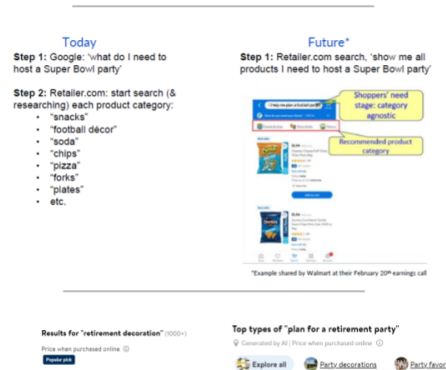 Today
Step 1: Google: 'what do I need to
host a Super Bowl party'
Step 2: Retailer.com: start search (&
researching) each product category:
• "snacks"
• "football décor"
• "soda"
• "chips"
• "pizza"
• "forks"
• "plates"
• etc.
Future*
Step 1: Retailer.com search, 'show me all
products I need to host a Super Bowl party'
Shoppers' need
stage: category
agnostic
Recommended product
category
*Example shared by Walmart at their February 20th earnings call
Results for "retirement decoration" (1000+)
Price when purchased online
Popular pick
Top types of "plan for a retirement party"
Generated by AI | Price when purchased online
Explore all
Party decorations
Party favor